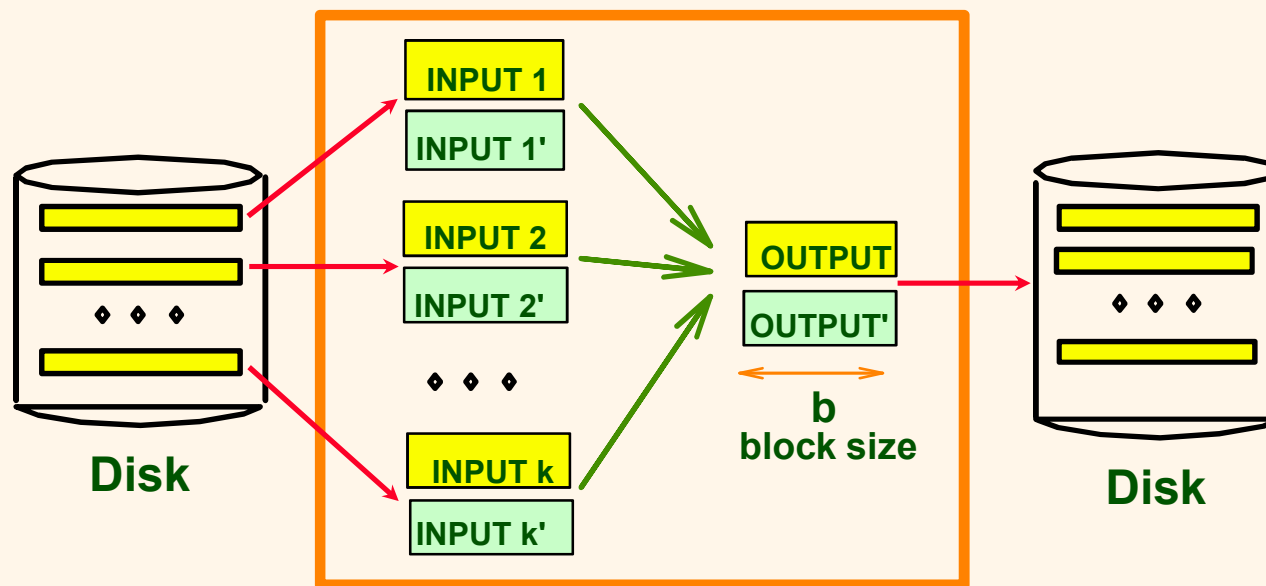 INPUT 1
INPUT 1'
INPUT 2
INPUT 2'
INPUT k
INPUT k'
OUTPUT
OUTPUT'
b
block size
Disk
Disk